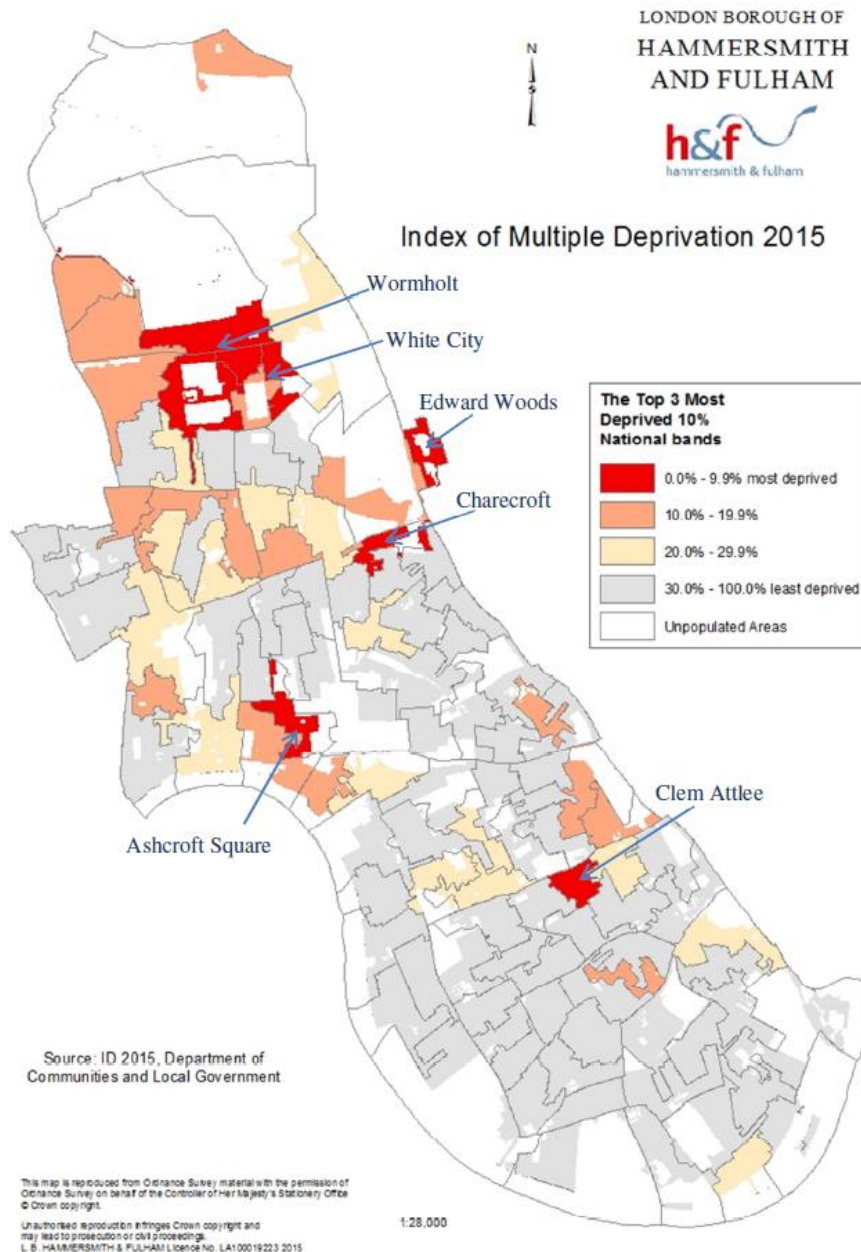 LONDON BOROUGH OF
HAMMERSMITH
AND FULHAM
N
h&f
hammersmith & fulham
Index of Multiple Deprivation 2015
Wormholt
White City
Edward Woods
Charecroft
The Top 3 Most
Deprived 10%
National bands
0.0% - 9.9% most deprived
10.0% - 19.9%
20.0% - 29.9%
30.0% - 100.0% least deprived
Unpopulated Areas
Clem Attlee
Ashcroft Square
Source: ID 2015, Department of
Communities and Local Government
This map is reproduced from Ordnance Survey material with the permission of
Ordnance Survey on behalf of the Controller of Her Majesty's Stationery Office
© Crown copyright.
Unauthorised reproduction infringes Crown copyright and
may lead to prosecution or civil proceedings.
L. B. HAMMERSMITH & FULHAM Licence No. LA100019223 2015
1:28,000